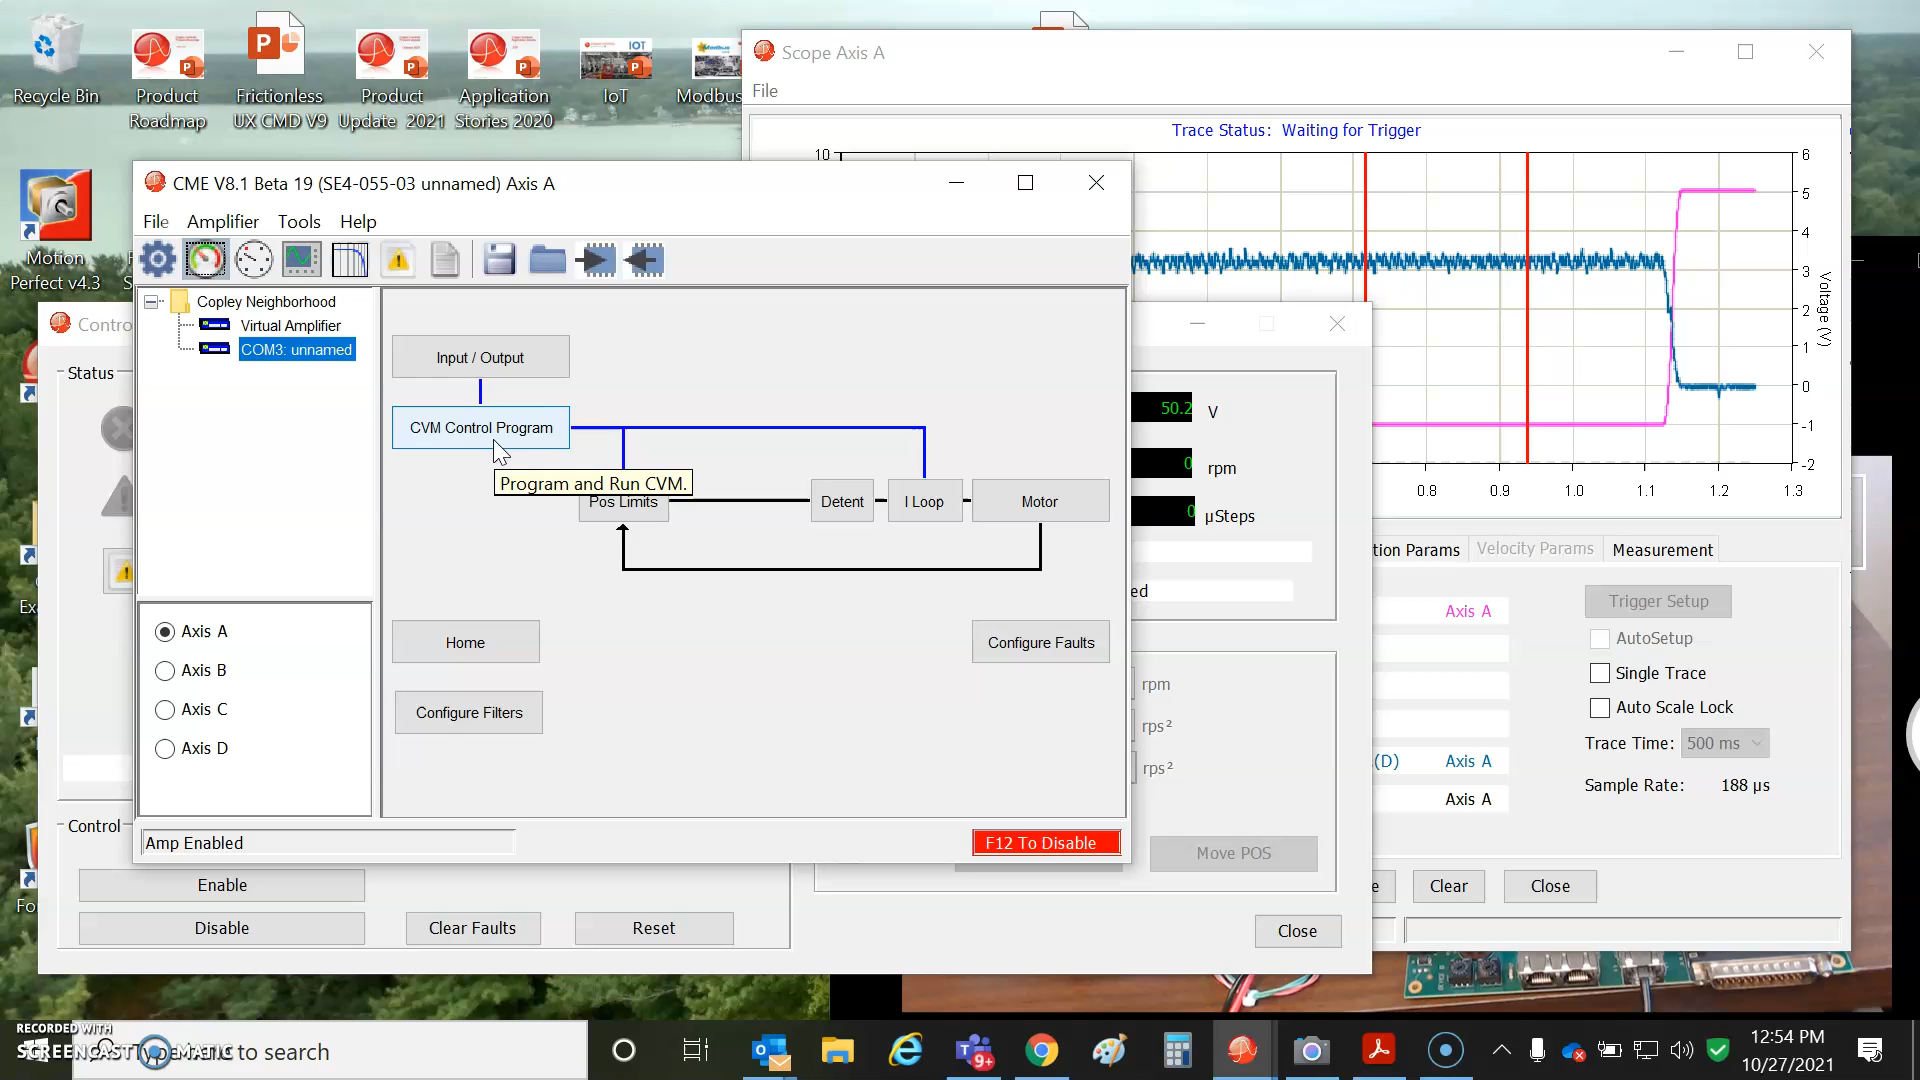 Recycle Bin
Product
Roadmap
Frictionless
UX CMD V9
Product
Update 2021
Application
Stories 2020
IOT
IoT
Modbus
Motion
Perfect v4.3
Scope Axis A
File
Trace Status: Waiting for Trigger
10
6
5
4
3
2
1
0
-1
-2
Voltage (V)
0.8
0.9
1.0
1.1
1.2
1.3
CME V8.1 Beta 19 (SE4-055-03 unnamed) Axis A
File
Amplifier
Tools
Help
Copley Neighborhood
Virtual Amplifier
COM3: unnamed
Input / Output
CVM Control Program
Program and Run CVM.
Pos Limits
Detent
I Loop
Motor
Home
Configure Faults
Configure Filters
Axis A
Axis B
Axis C
Axis D
Amp Enabled
F12 To Disable
Contro
Status
Control
Enable
Disable
Clear Faults
Reset
50.2 V
0 rpm
0 µSteps
ed
rpm
rps²
rps²
Move POS
Close
tion Params
Velocity Params
Measurement
Axis A
Trigger Setup
AutoSetup
Single Trace
Auto Scale Lock
Trace Time: 500 ms
(D) Axis A
Sample Rate: 188 µs
Axis A
e
Clear
Close
Ex
For
RECORDED WITH
SCREENCAST MATIC
Type here to search
9+
12:54 PM
10/27/2021